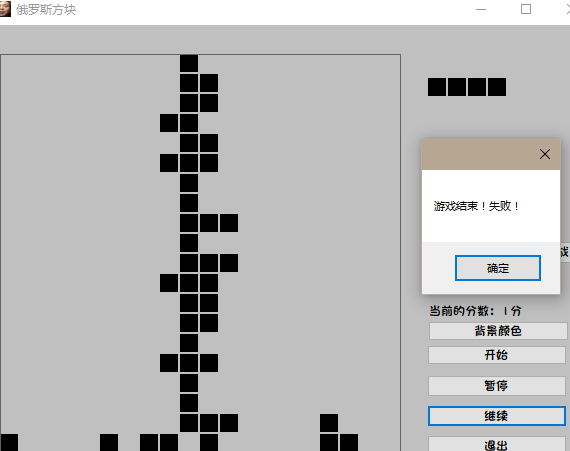 俄罗斯方块
游戏结束！失败！
确定
戏
当前的分数：1分
背景颜色
开始
暂停
继续
退出